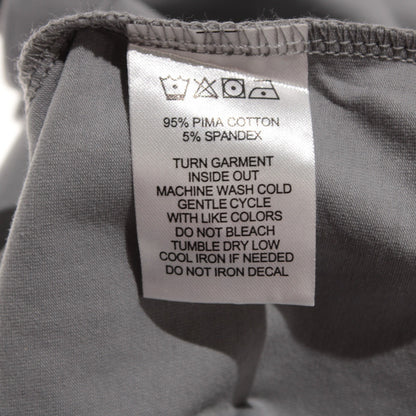 95% PIMA COTTON
5% SPANDEX
TURN GARMENT
INSIDE OUT
MACHINE WASH COLD
GENTLE CYCLE
WITH LIKE COLORS
DO NOT BLEACH
TUMBLE DRY LOW
COOL IRON IF NEEDED
DO NOT IRON DECAL